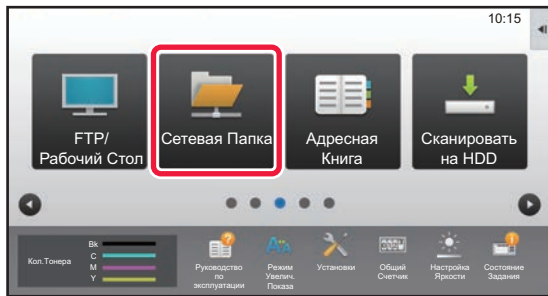 10:15
FTP/
Рабочий Стол
Сетевая Папка
Адресная
Книга
Сканировать
на HDD
Кол.Тонера
Bk
C
M
Y
Руководство
по
эксплуатации
Режим
Увелич.
Показа
Установки
Общий
Счетчик
Настройка
Яркости
Состояние
Задания